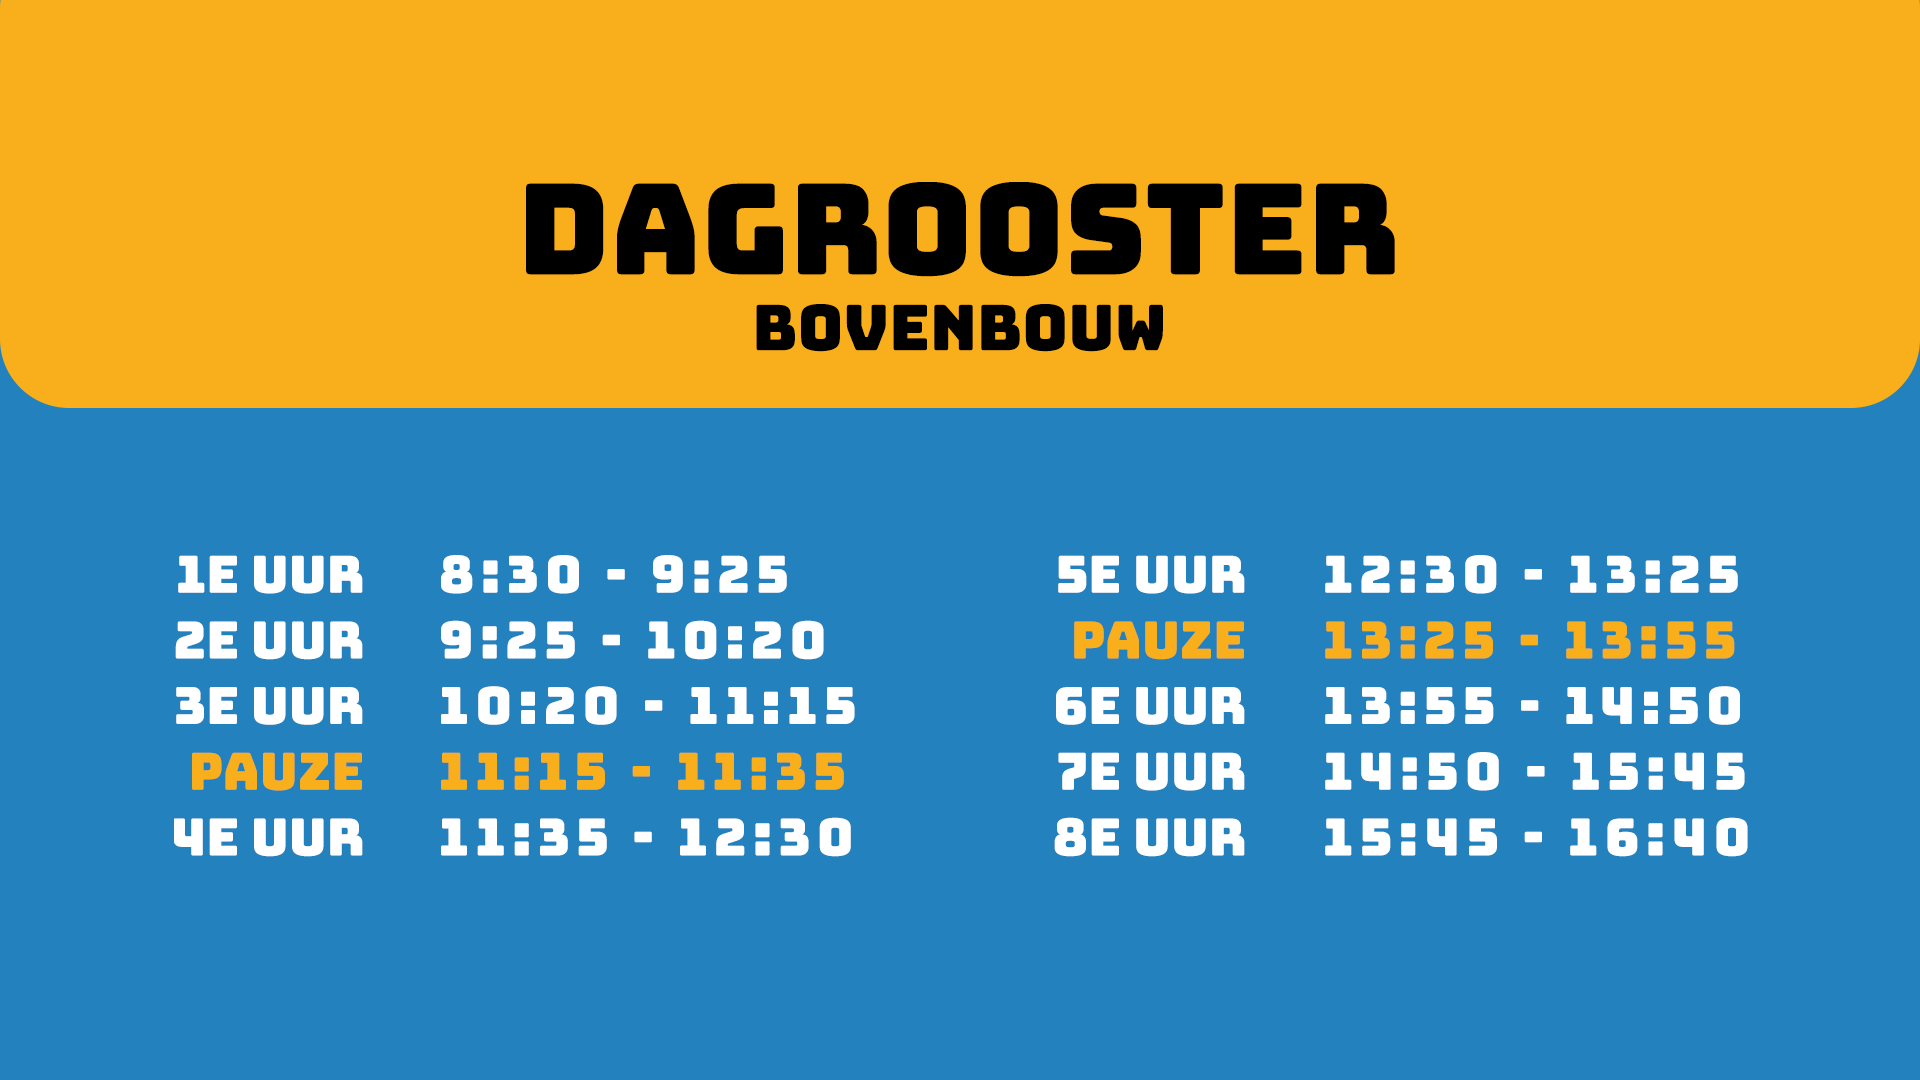 DAGROOSTER
BOVENBOUW
1E UUR 8:30 - 9:25
2E UUR 9:25 - 10:20
3E UUR 10:20 - 11:15
PAUZE 11:15 - 11:35
4E UUR 11:35 - 12:30
5E UUR 12:30 - 13:25
PAUZE 13:25 - 13:55
6E UUR 13:55 - 14:50
7E UUR 14:50 - 15:45
8E UUR 15:45 - 16:40